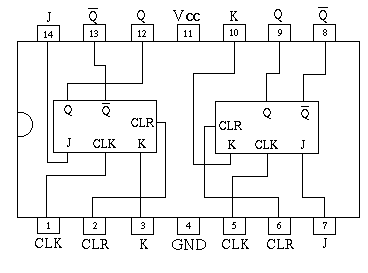 J Q̅ Q Vcc K Q Q̅
14 13 12 11 10 9 8
Q Q̅ Q Q̅
CLR CLR
J CLK K K CLK J
1 2 3 4 5 6 7
CLK CLR K GND CLK CLR J